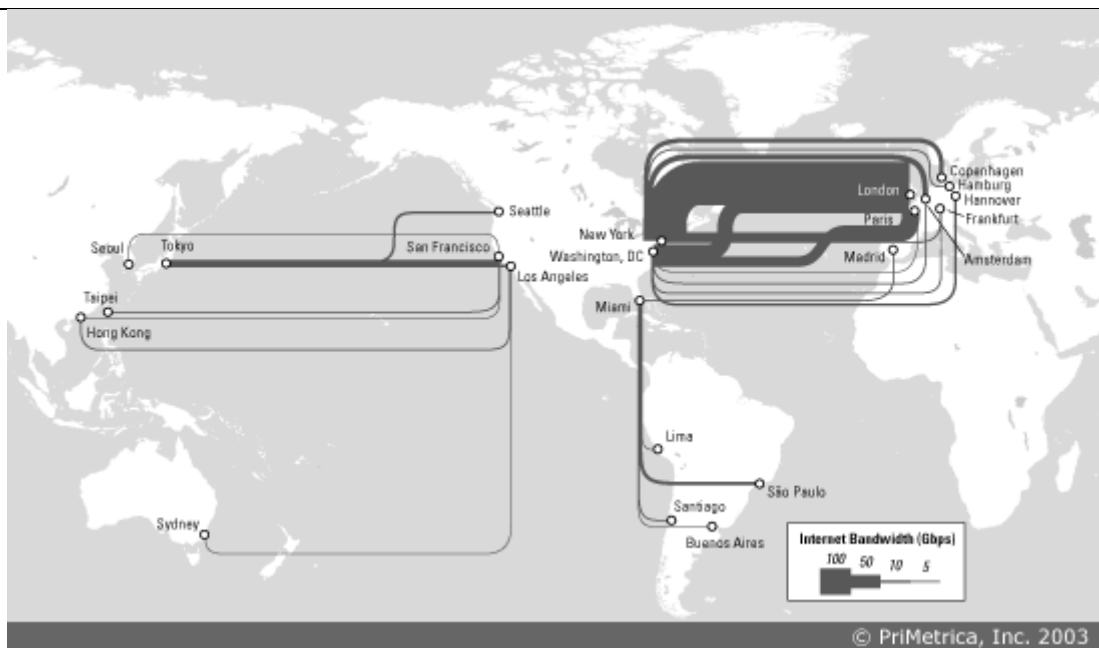 Copenhagen
Hamburg
London
Hannover
Seattle
Paris
Frankfurt
New York
Seoul
Tokyo
San Francisco
Washington, DC
Madrid
Amsterdam
Los Angeles
Taipei
Miami
Hong Kong
Lima
São Paulo
Santiago
Sydney
Buenos Aires
Internet Bandwidth (Gbps)
100 50 10 5
© PriMetrica, Inc. 2003